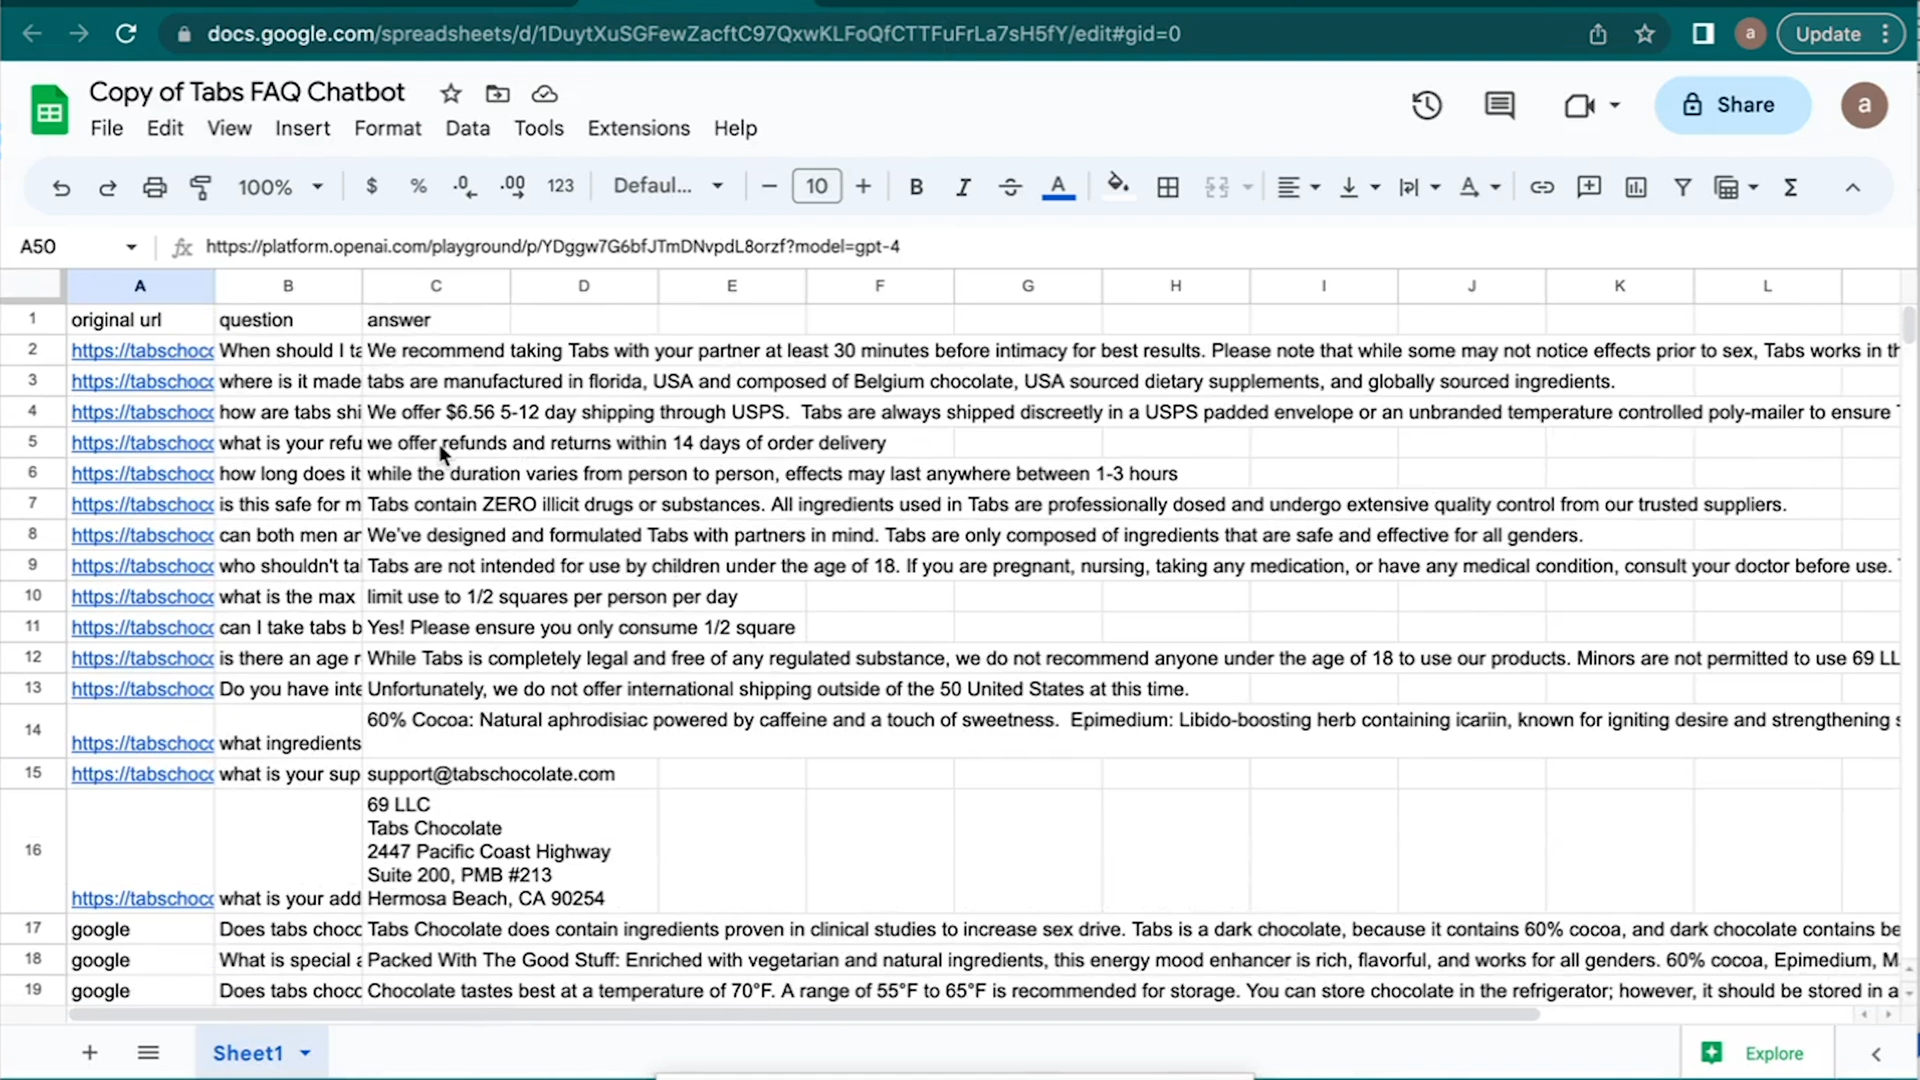 docs.google.com/spreadsheets/d/1DuytXuSGFewZacftC97QxwKLFoQfCTTFuFrLa7sH5fY/edit#gid=0
a
Update
Copy of Tabs FAQ Chatbot
File Edit View Insert Format Data Tools Extensions Help
Share
a
100% $ % .0 .00 123 Defaul... 10 B I A
A50 fx https://platform.openai.com/playground/p/YDggw7G6bfJTmDNvpdL8orzf?model=gpt-4
A B C D E F G H I J K L
1 original url question answer
2 https://tabschoco When should I ta We recommend taking Tabs with your partner at least 30 minutes before intimacy for best results. Please note that while some may not notice effects prior to sex, Tabs works in th
3 https://tabschoco where is it made tabs are manufactured in florida, USA and composed of Belgium chocolate, USA sourced dietary supplements, and globally sourced ingredients.
4 https://tabschoco how are tabs shi We offer $6.56 5-12 day shipping through USPS. Tabs are always shipped discreetly in a USPS padded envelope or an unbranded temperature controlled poly-mailer to ensure
5 https://tabschoco what is your refu we offer refunds and returns within 14 days of order delivery
6 https://tabschoco how long does it while the duration varies from person to person, effects may last anywhere between 1-3 hours
7 https://tabschoco is this safe for m Tabs contain ZERO illicit drugs or substances. All ingredients used in Tabs are professionally dosed and undergo extensive quality control from our trusted suppliers.
8 https://tabschoco can both men ar We've designed and formulated Tabs with partners in mind. Tabs are only composed of ingredients that are safe and effective for all genders.
9 https://tabschoco who shouldn't ta Tabs are not intended for use by children under the age of 18. If you are pregnant, nursing, taking any medication, or have any medical condition, consult your doctor before use.
10 https://tabschoco what is the max limit use to 1/2 squares per person per day
11 https://tabschoco can I take tabs b Yes! Please ensure you only consume 1/2 square
12 https://tabschoco is there an age r While Tabs is completely legal and free of any regulated substance, we do not recommend anyone under the age of 18 to use our products. Minors are not permitted to use 69 LL
13 https://tabschoco Do you have inte Unfortunately, we do not offer international shipping outside of the 50 United States at this time.
60% Cocoa: Natural aphrodisiac powered by caffeine and a touch of sweetness. Epimedium: Libido-boosting herb containing icariin, known for igniting desire and strengthening s
14 https://tabschoco what ingredients
15 https://tabschoco what is your sup support@tabschocolate.com
69 LLC
Tabs Chocolate
2447 Pacific Coast Highway
Suite 200, PMB #213
16 https://tabschoco what is your add Hermosa Beach, CA 90254
17 google Does tabs choco Tabs Chocolate does contain ingredients proven in clinical studies to increase sex drive. Tabs is a dark chocolate, because it contains 60% cocoa, and dark chocolate contains be
18 google What is special a Packed With The Good Stuff: Enriched with vegetarian and natural ingredients, this energy mood enhancer is rich, flavorful, and works for all genders. 60% cocoa, Epimedium, M
19 google Does tabs choco Chocolate tastes best at a temperature of 70°F. A range of 55°F to 65°F is recommended for storage. You can store chocolate in the refrigerator; however, it should be stored in a
Sheet1 Explore